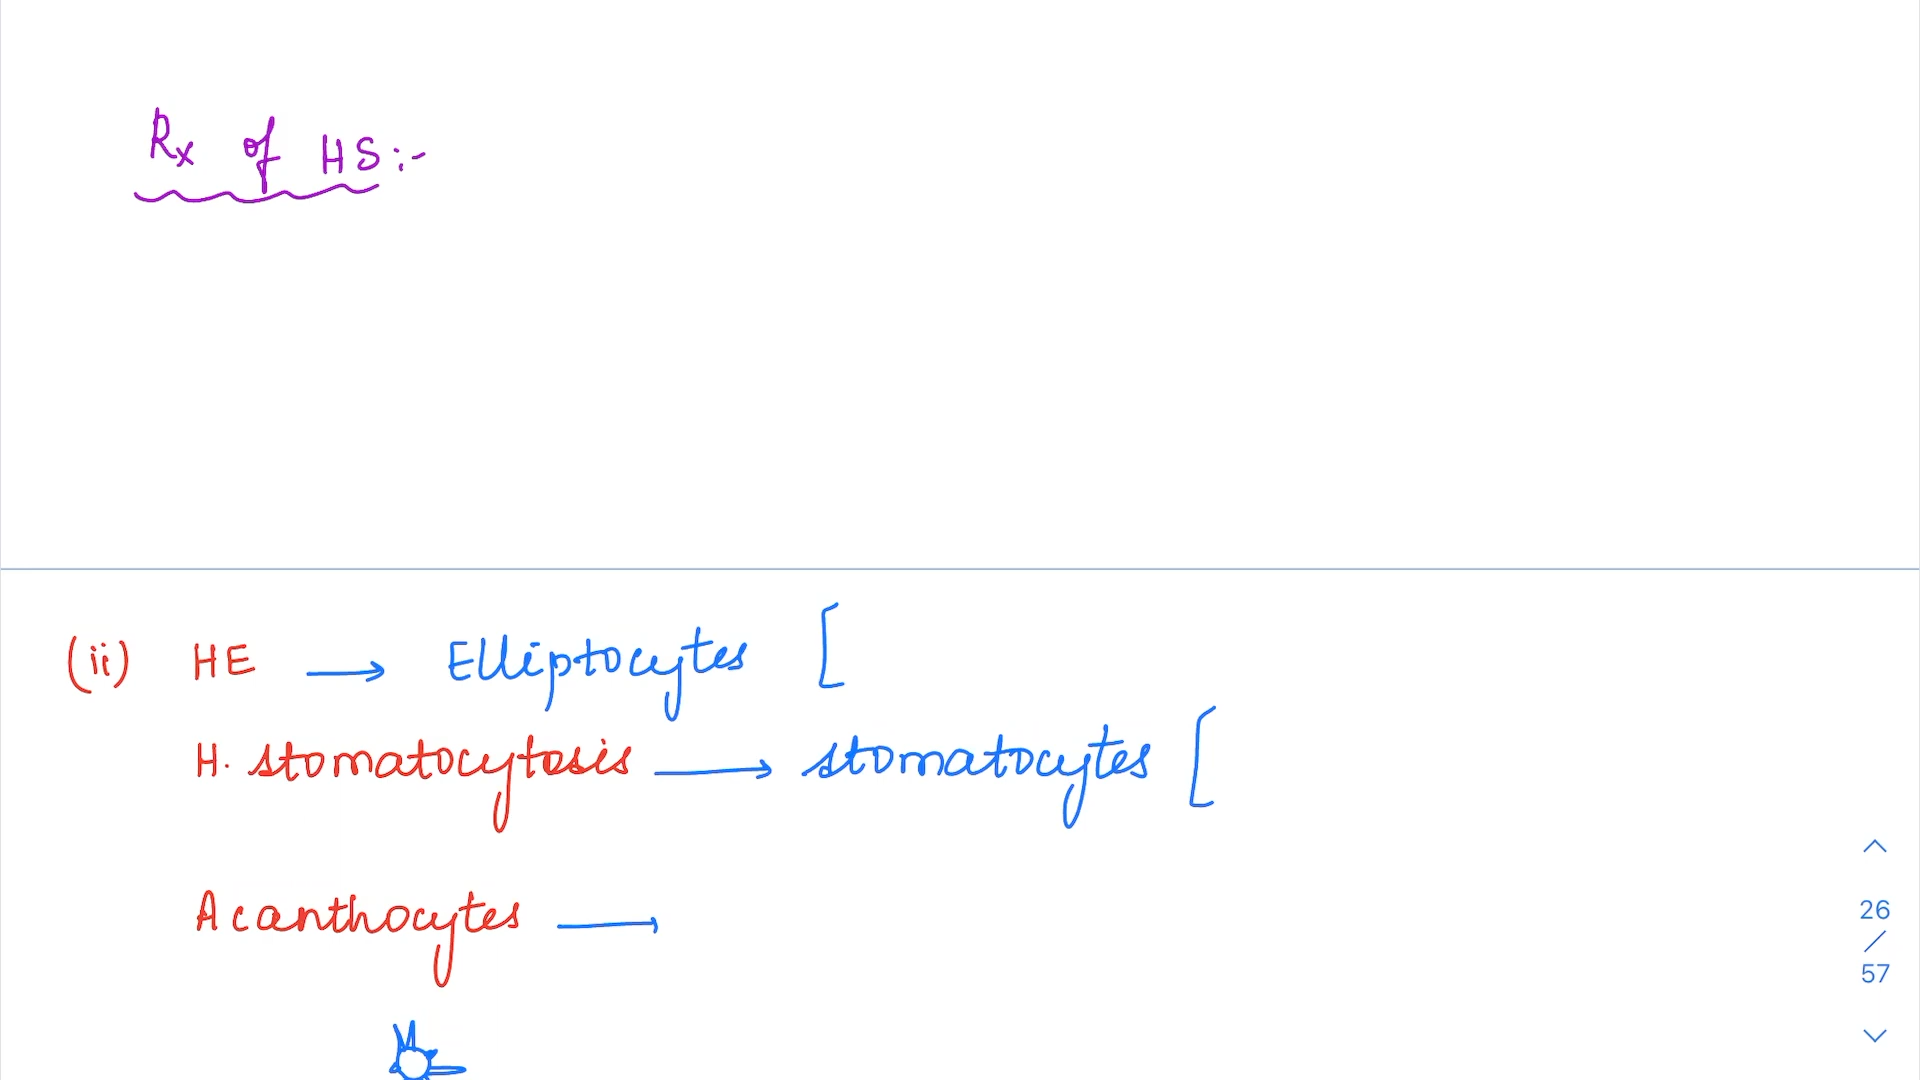 Rx of HS:-
(ii) HE → Elliptocytes [
H. stomatocytosis → stomatocytes [
Acanthocytes →
26
/
57